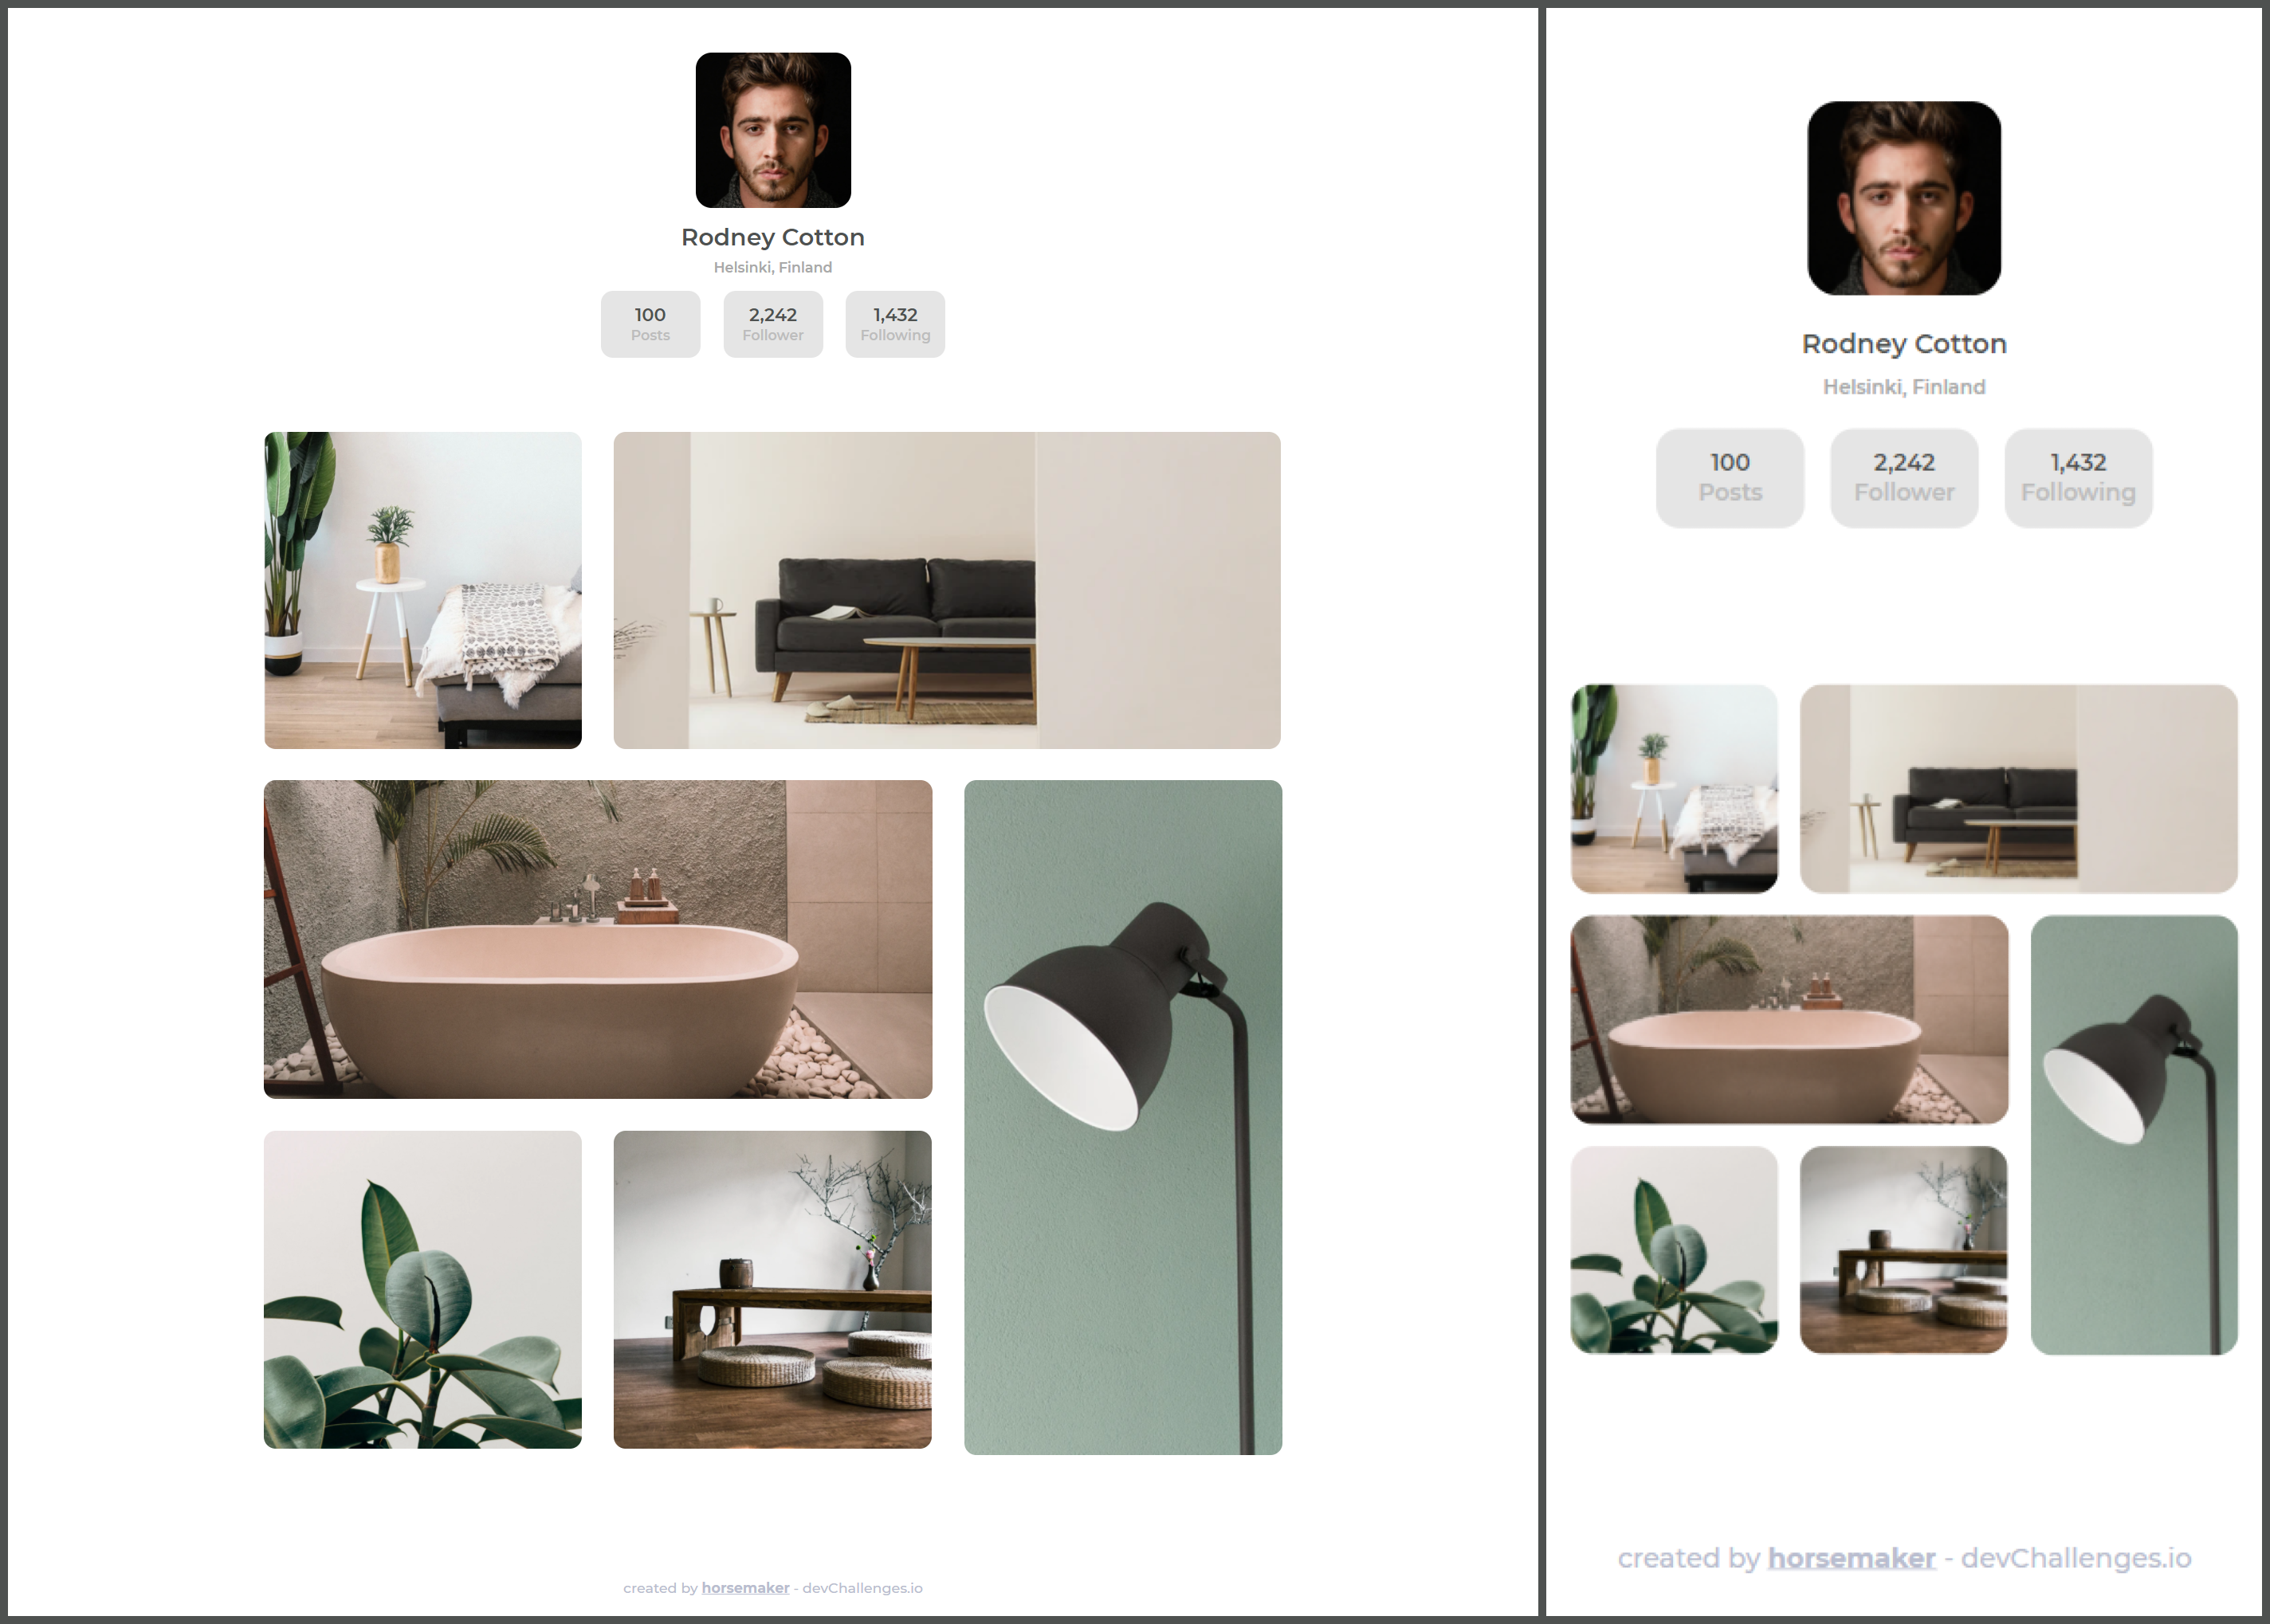 Rodney Cotton
Helsinki, Finland
100
Posts
2,242
Follower
1,432
Following
created by horsemaker - devChallenges.io
Rodney Cotton
Helsinki, Finland
100
Posts
2,242
Follower
1,432
Following
created by horsemaker - devChallenges.io